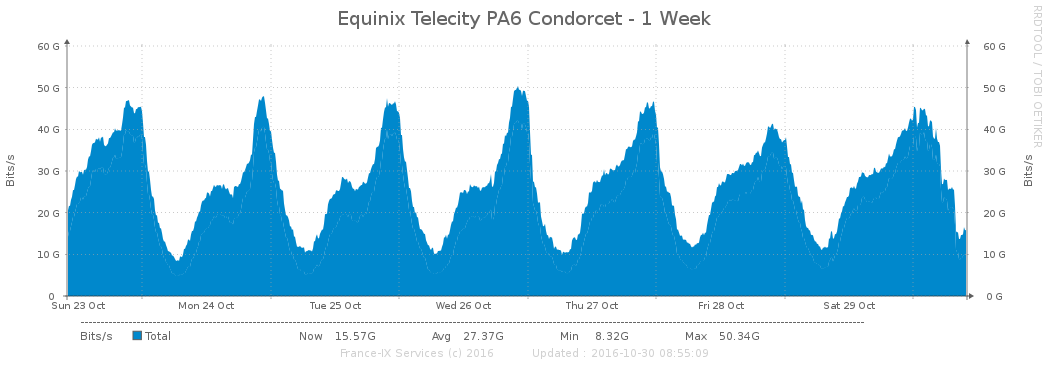 Equinix Telecity PA6 Condorcet - 1 Week
RRDTOOL / TOBI OETIKER
Bits/s
Bits/s
60 G 60 G
50 G 50 G
40 G 40 G
30 G 30 G
20 G 20 G
10 G 10 G
0 0 G
Sun 23 Oct Mon 24 Oct Tue 25 Oct Wed 26 Oct Thu 27 Oct Fri 28 Oct Sat 29 Oct
Bits/s Total Now 15.57G Avg 27.37G Min 8.32G Max 50.34G
France-IX Services (c) 2016 Updated : 2016-10-30 08:55:09